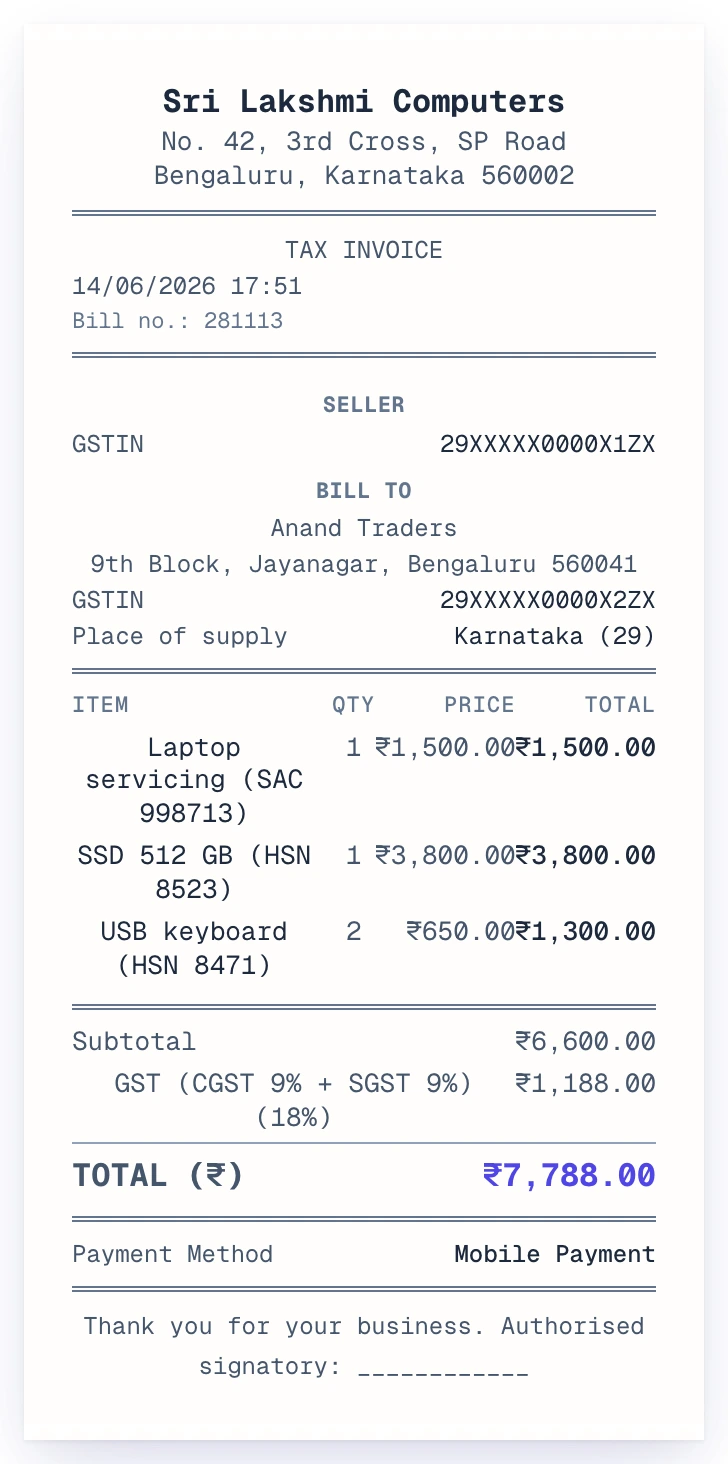 Sri Lakshmi Computers
No. 42, 3rd Cross, SP Road
Bengaluru, Karnataka 560002
TAX INVOICE
14/06/2026 17:51
Bill no.: 281113
SELLER
GSTIN 29XXXXX0000X1ZX
BILL TO
Anand Traders
9th Block, Jayanagar, Bengaluru 560041
GSTIN 29XXXXX0000X2ZX
Place of supply Karnataka (29)
ITEM QTY PRICE TOTAL
Laptop 1 ₹1,500.00 ₹1,500.00
servicing (SAC
998713)
SSD 512 GB (HSN 1 ₹3,800.00 ₹3,800.00
8523)
USB keyboard 2 ₹650.00 ₹1,300.00
(HSN 8471)
Subtotal ₹6,600.00
GST (CGST 9% + SGST 9%) ₹1,188.00
(18%)
TOTAL (₹) ₹7,788.00
Payment Method Mobile Payment
Thank you for your business. Authorised
signatory: ____________